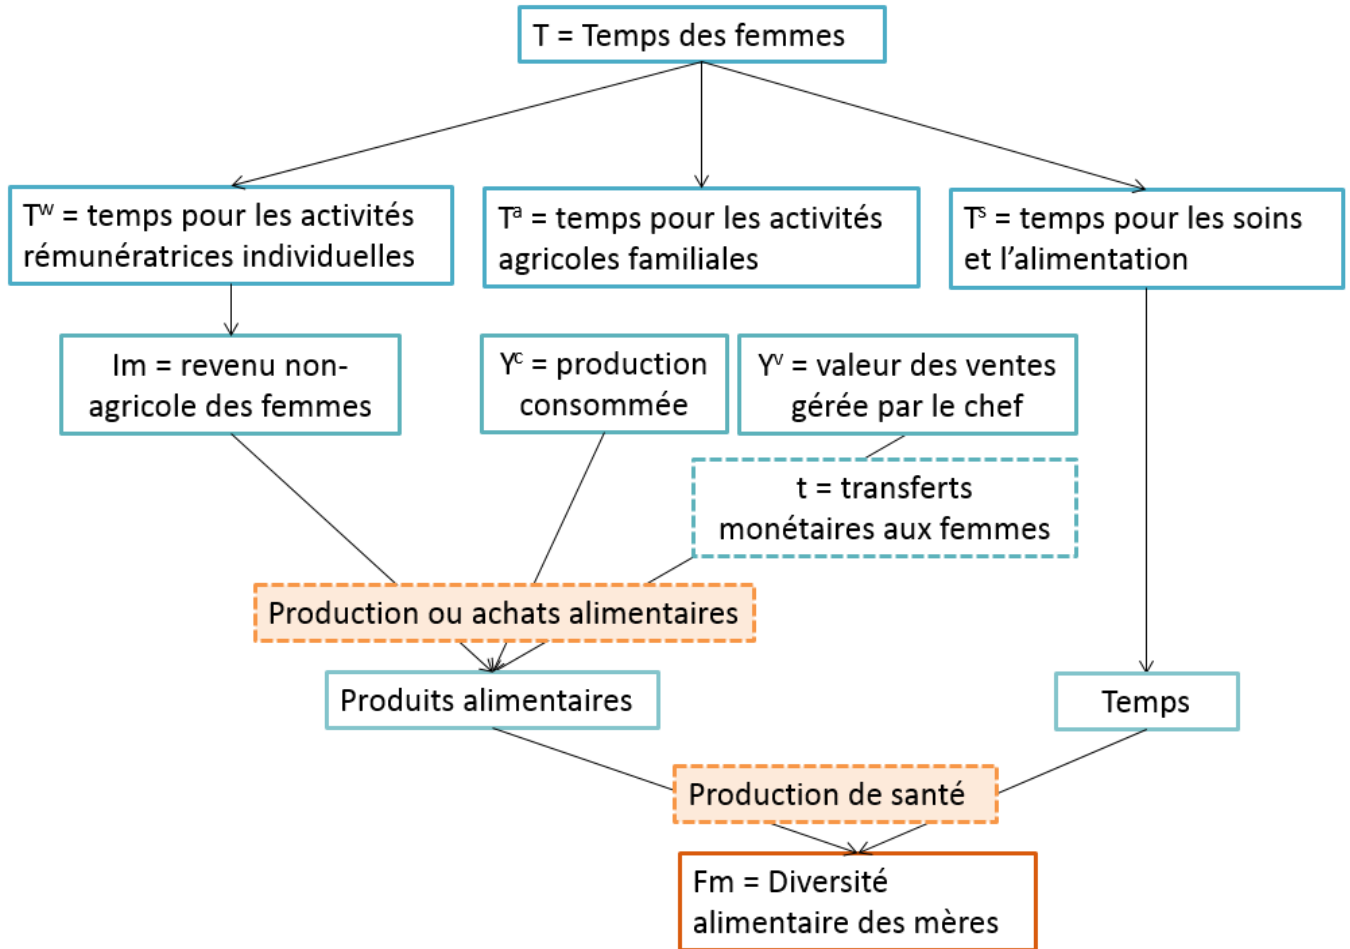 T = Temps des femmes
Tʷ = temps pour les activités
rémunératrices individuelles
Tᵃ = temps pour les activités
agricoles familiales
Tˢ = temps pour les soins
et l’alimentation
Im = revenu non-
agricole des femmes
Yᶜ = production
consommée
Yᵛ = valeur des ventes
gérée par le chef
t = transferts
monétaires aux femmes
Production ou achats alimentaires
Produits alimentaires
Temps
Production de santé
Fm = Diversité
alimentaire des mères